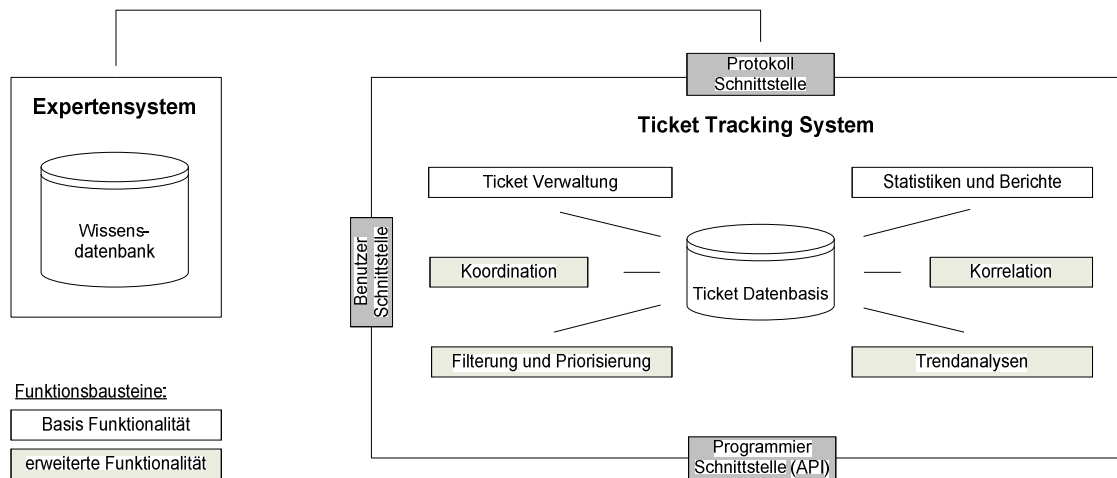 Protokoll
Schnittstelle
Expertensystem
Wissens-
datenbank
Ticket Tracking System
Ticket Verwaltung
Statistiken und Berichte
Benutzer
Schnittstelle
Koordination
Ticket Datenbasis
Korrelation
Filterung und Priorisierung
Trendanalysen
Funktionsbausteine:
Basis Funktionalität
erweiterte Funktionalität
Programmier
Schnittstelle (API)